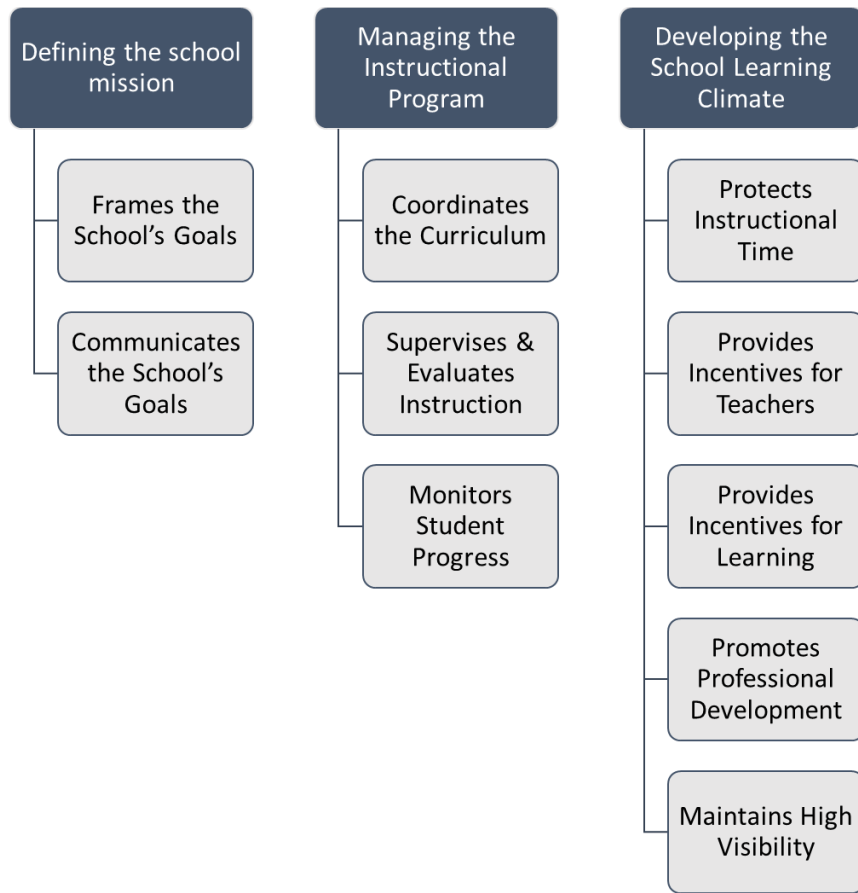 Defining the school
mission
Frames the
School’s Goals
Communicates
the School’s
Goals
Managing the
Instructional
Program
Coordinates
the Curriculum
Supervises &
Evaluates
Instruction
Monitors
Student
Progress
Developing the
School Learning
Climate
Protects
Instructional
Time
Provides
Incentives for
Teachers
Provides
Incentives for
Learning
Promotes
Professional
Development
Maintains High
Visibility